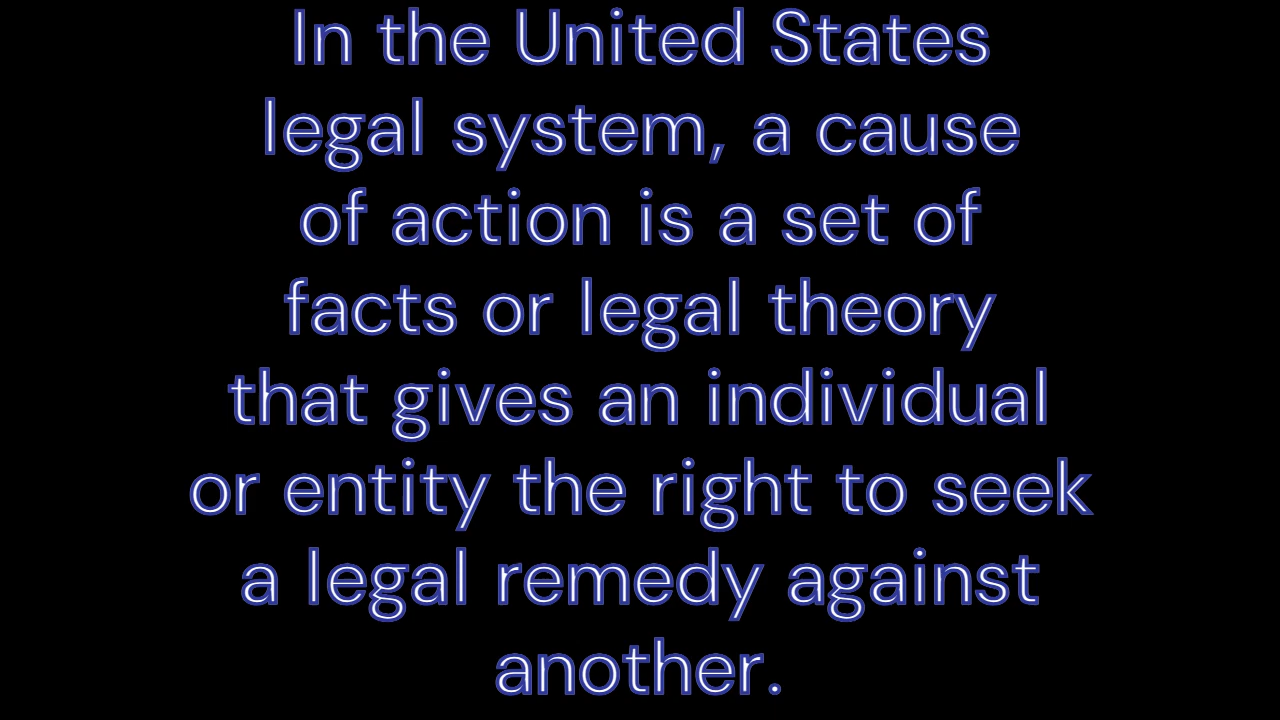 In the United States
legal system, a cause
of action is a set of
facts or legal theory
that gives an individual
or entity the right to seek
a legal remedy against
another.